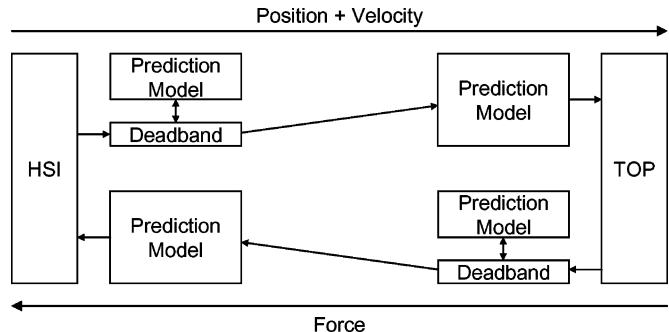 Position + Velocity
Prediction
Model
Deadband
Prediction
Model
HSI
TOP
Prediction
Model
Prediction
Model
Deadband
Force